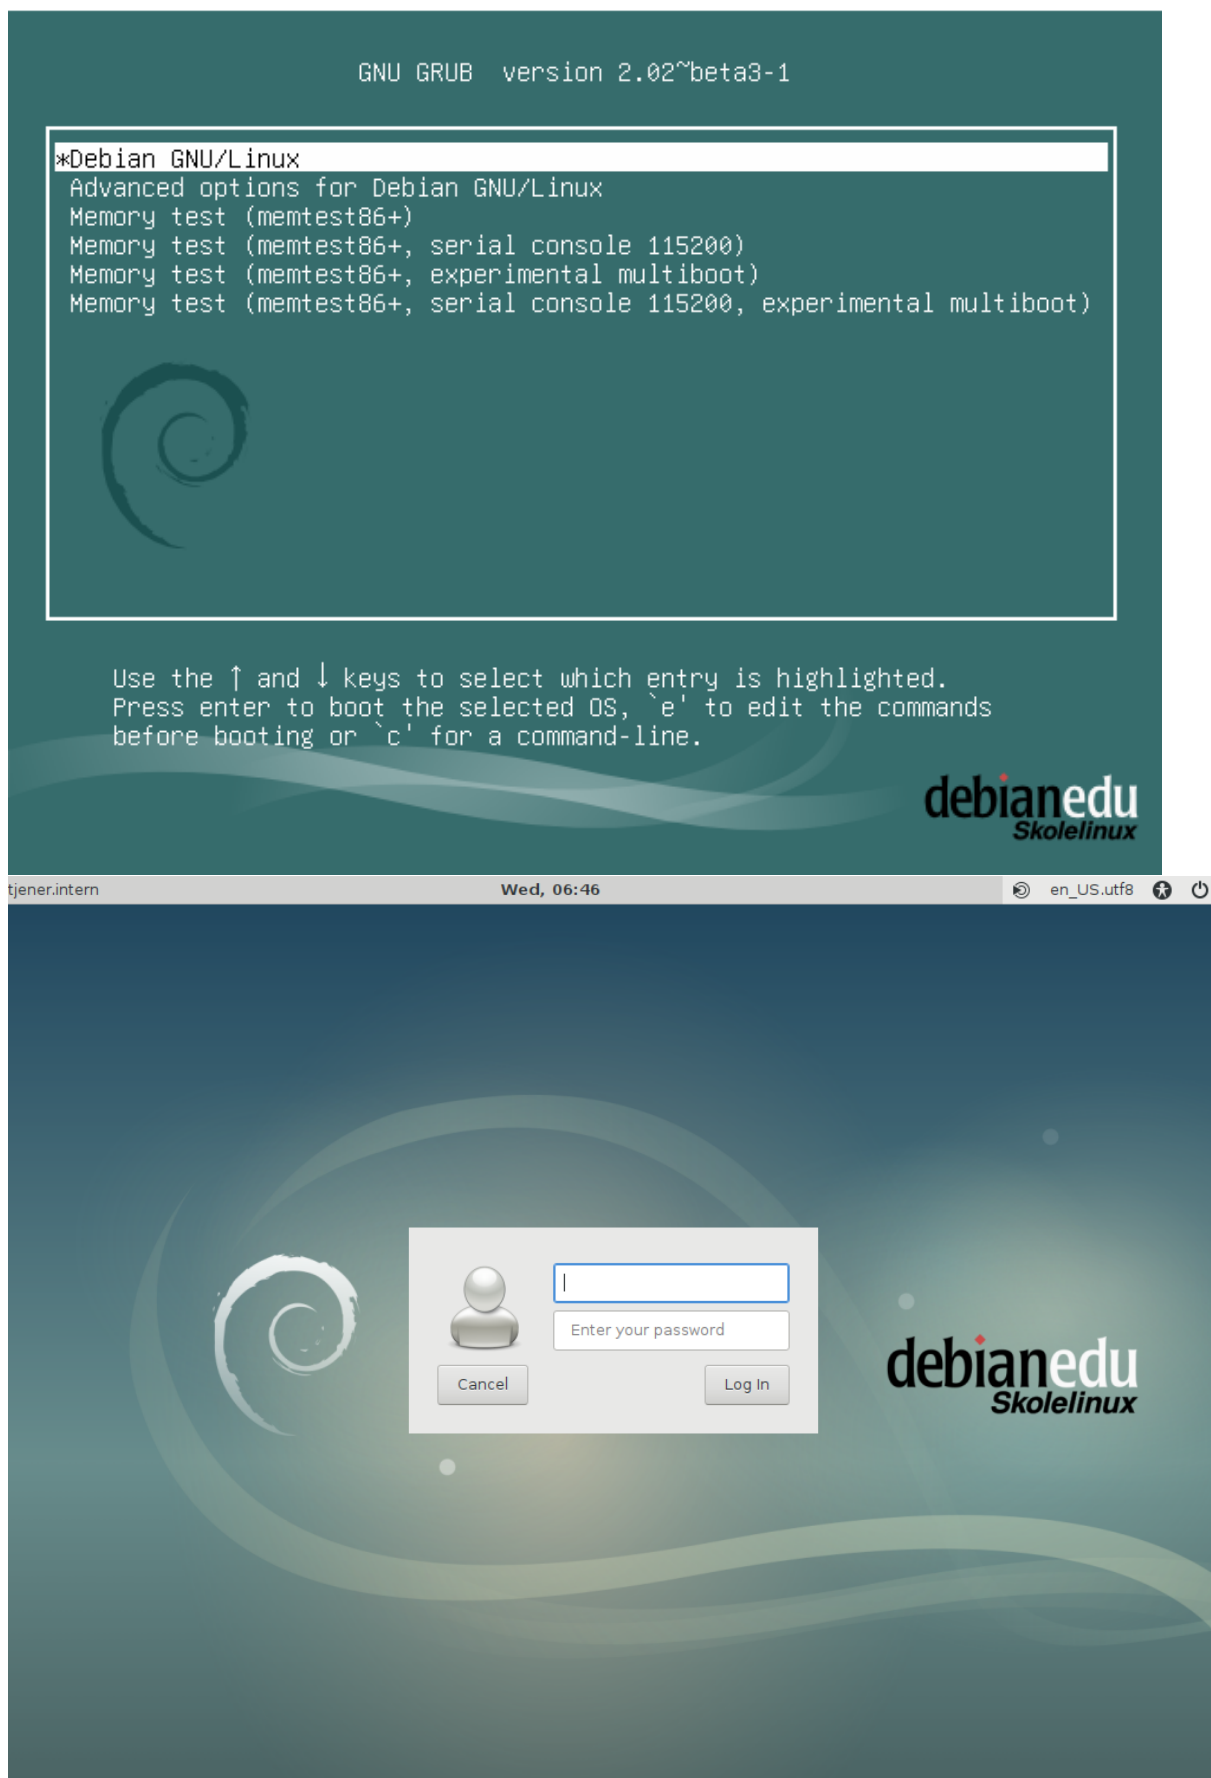 GNU GRUB  version 2.02~beta3-1
*Debian GNU/Linux
Advanced options for Debian GNU/Linux
Memory test (memtest86+)
Memory test (memtest86+, serial console 115200)
Memory test (memtest86+, experimental multiboot)
Memory test (memtest86+, serial console 115200, experimental multiboot)
Use the ↑ and ↓ keys to select which entry is highlighted.
Press enter to boot the selected OS, `e' to edit the commands
before booting or `c' for a command-line.
debianedu
Skolelinux
tjener.intern Wed, 06:46 en_US.utf8
Enter your password
Cancel Log In
debianedu
Skolelinux